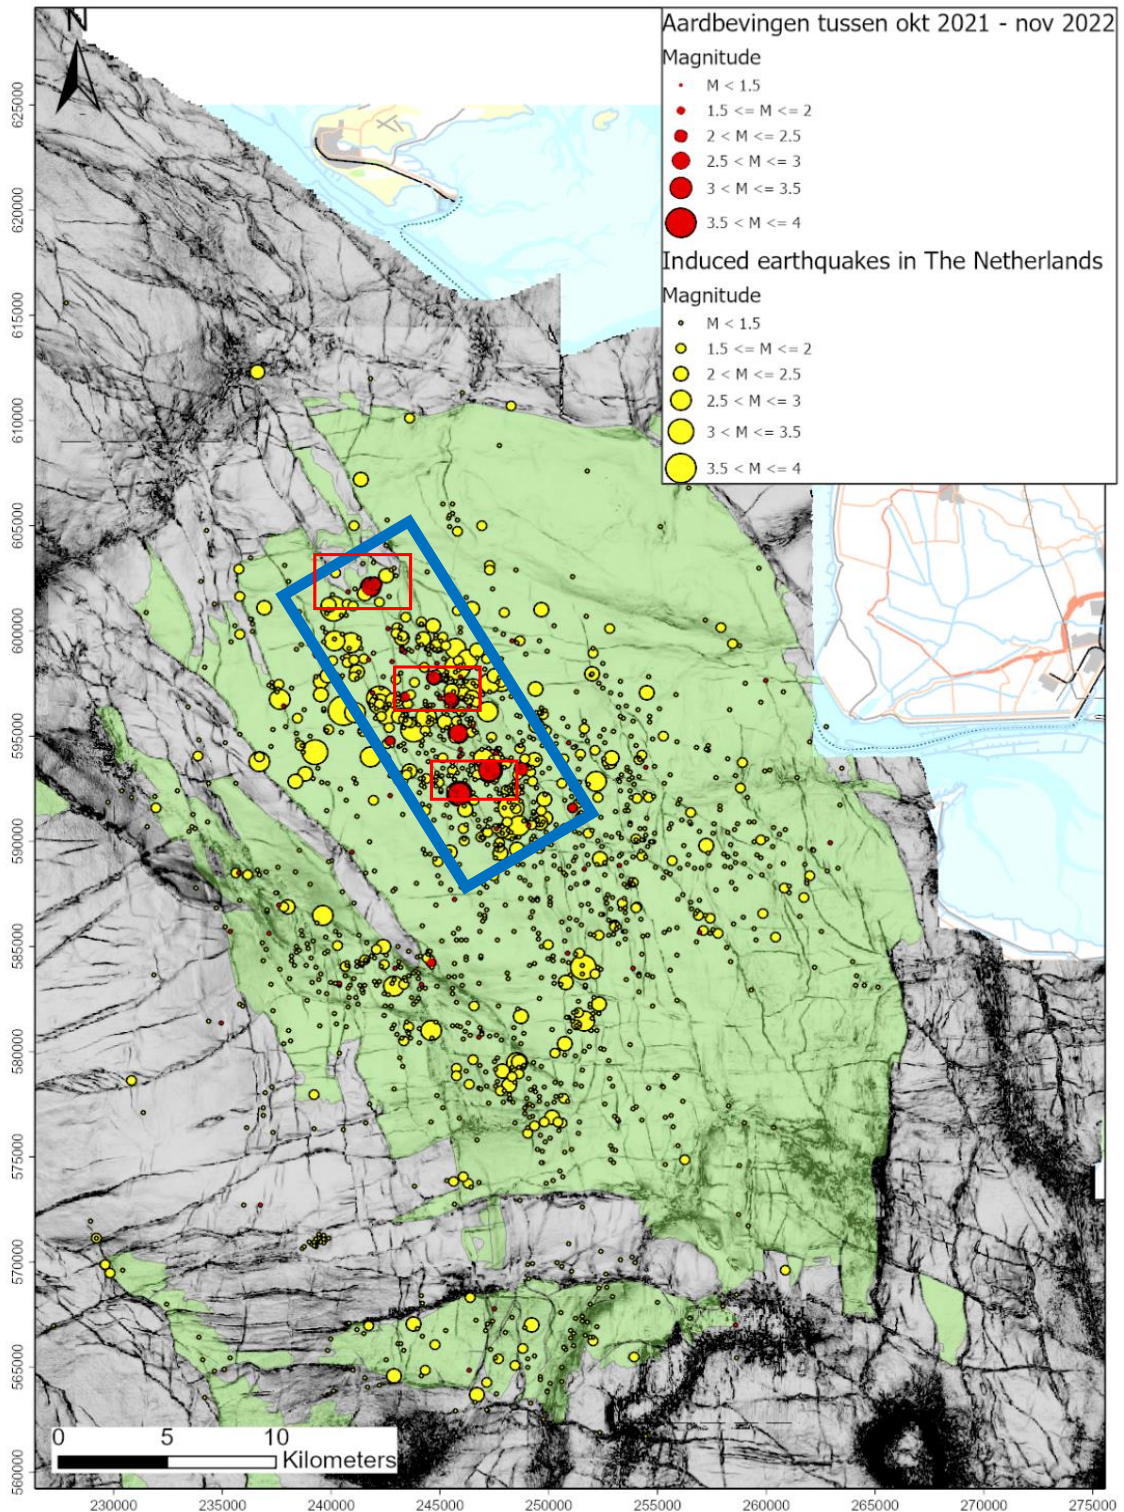 N
Aardbevingen tussen okt 2021 - nov 2022
Magnitude
M < 1.5
1.5 <= M <= 2
2 < M <= 2.5
2.5 < M <= 3
3 < M <= 3.5
3.5 < M <= 4
Induced earthquakes in The Netherlands
Magnitude
M < 1.5
1.5 <= M <= 2
2 < M <= 2.5
2.5 < M <= 3
3 < M <= 3.5
3.5 < M <= 4
625000
620000
615000
610000
605000
600000
595000
590000
585000
580000
575000
570000
565000
560000
0 5 10
Kilometers
230000 235000 240000 245000 250000 255000 260000 265000 270000 275000